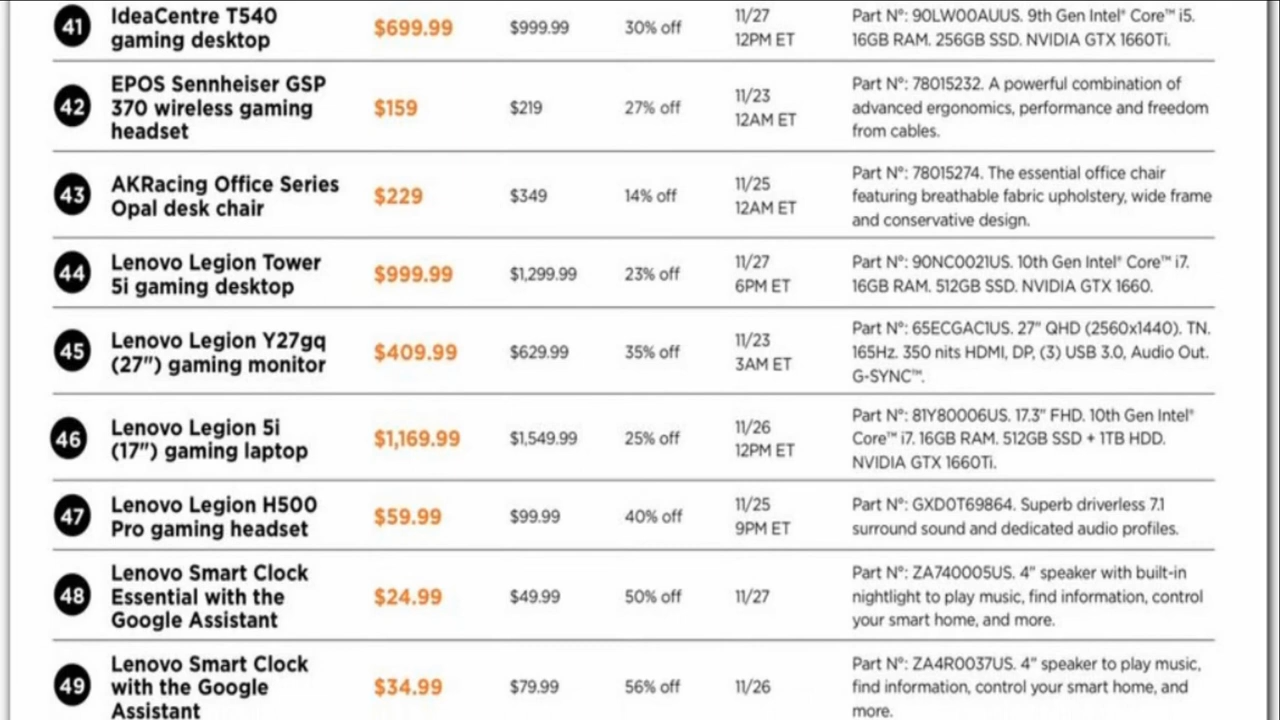 41 IdeaCentre T540 gaming desktop $699.99 $999.99 30% off 11/27 12PM ET Part Nº: 90LW00AUUS. 9th Gen Intel® Core™ i5. 16GB RAM. 256GB SSD. NVIDIA GTX 1660Ti.
42 EPOS Sennheiser GSP 370 wireless gaming headset $159 $219 27% off 11/23 12AM ET Part Nº: 78015232. A powerful combination of advanced ergonomics, performance and freedom from cables.
43 AKRacing Office Series Opal desk chair $229 $349 14% off 11/25 12AM ET Part Nº: 78015274. The essential office chair featuring breathable fabric upholstery, wide frame and conservative design.
44 Lenovo Legion Tower 5i gaming desktop $999.99 $1,299.99 23% off 11/27 6PM ET Part Nº: 90NC0021US. 10th Gen Intel® Core™ i7. 16GB RAM. 512GB SSD. NVIDIA GTX 1660.
45 Lenovo Legion Y27gq (27") gaming monitor $409.99 $629.99 35% off 11/23 3AM ET Part Nº: 65ECGAC1US. 27" QHD (2560x1440). TN. 165Hz. 350 nits HDMI, DP, (3) USB 3.0, Audio Out. G-SYNC™.
46 Lenovo Legion 5i (17") gaming laptop $1,169.99 $1,549.99 25% off 11/26 12PM ET Part Nº: 81Y80006US. 17.3" FHD. 10th Gen Intel® Core™ i7. 16GB RAM. 512GB SSD + 1TB HDD. NVIDIA GTX 1660Ti.
47 Lenovo Legion H500 Pro gaming headset $59.99 $99.99 40% off 11/25 9PM ET Part Nº: GXD0T69864. Superb driverless 7.1 surround sound and dedicated audio profiles.
48 Lenovo Smart Clock Essential with the Google Assistant $24.99 $49.99 50% off 11/27 Part Nº: ZA740005US. 4" speaker with built-in nightlight to play music, find information, control your smart home, and more.
49 Lenovo Smart Clock with the Google Assistant $34.99 $79.99 56% off 11/26 Part Nº: ZA4R0037US. 4" speaker to play music, find information, control your smart home, and more.